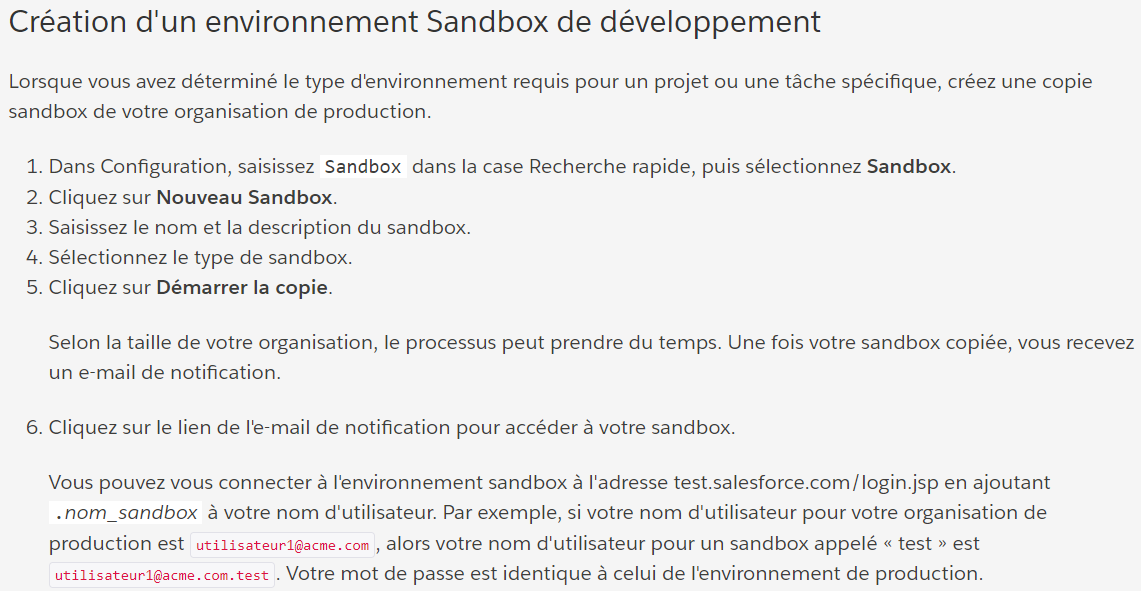 Création d'un environnement Sandbox de développement
Lorsque vous avez déterminé le type d'environnement requis pour un projet ou une tâche spécifique, créez une copie
sandbox de votre organisation de production.
1. Dans Configuration, saisissez Sandbox dans la case Recherche rapide, puis sélectionnez Sandbox.
2. Cliquez sur Nouveau Sandbox.
3. Saisissez le nom et la description du sandbox.
4. Sélectionnez le type de sandbox.
5. Cliquez sur Démarrer la copie.
Selon la taille de votre organisation, le processus peut prendre du temps. Une fois votre sandbox copiée, vous recevez
un e-mail de notification.
6. Cliquez sur le lien de l'e-mail de notification pour accéder à votre sandbox.
Vous pouvez vous connecter à l'environnement sandbox à l'adresse test.salesforce.com/login.jsp en ajoutant
.nom_sandbox à votre nom d'utilisateur. Par exemple, si votre nom d'utilisateur pour votre organisation de
production est utilisateur1@acme.com, alors votre nom d'utilisateur pour un sandbox appelé « test » est
utilisateur1@acme.com.test. Votre mot de passe est identique à celui de l'environnement de production.